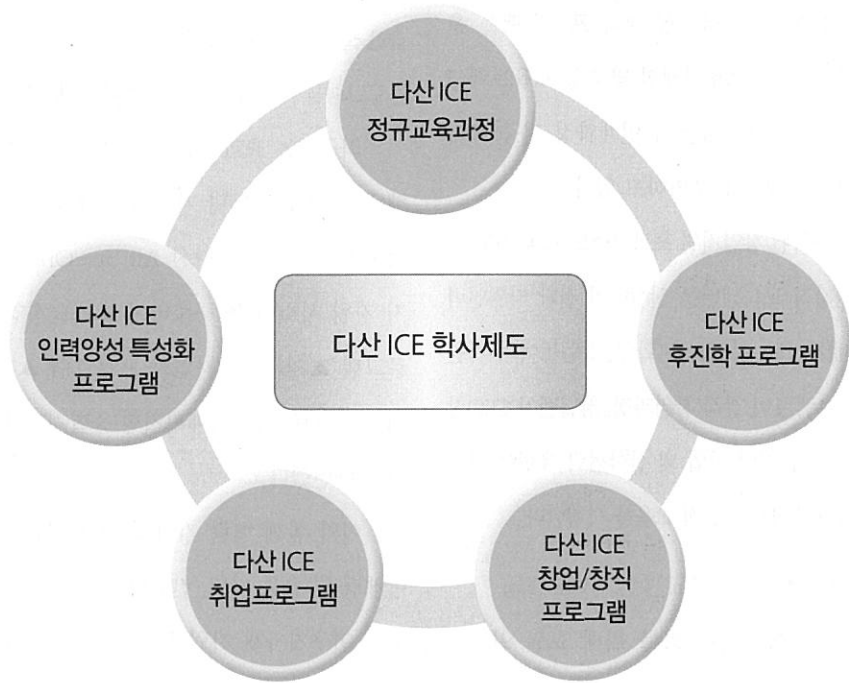 다산 ICE
정규교육과정
다산 ICE
인력양성 특성화
프로그램
다산 ICE 학사제도
다산 ICE
후진학 프로그램
다산 ICE
취업프로그램
다산 ICE
창업/창직
프로그램